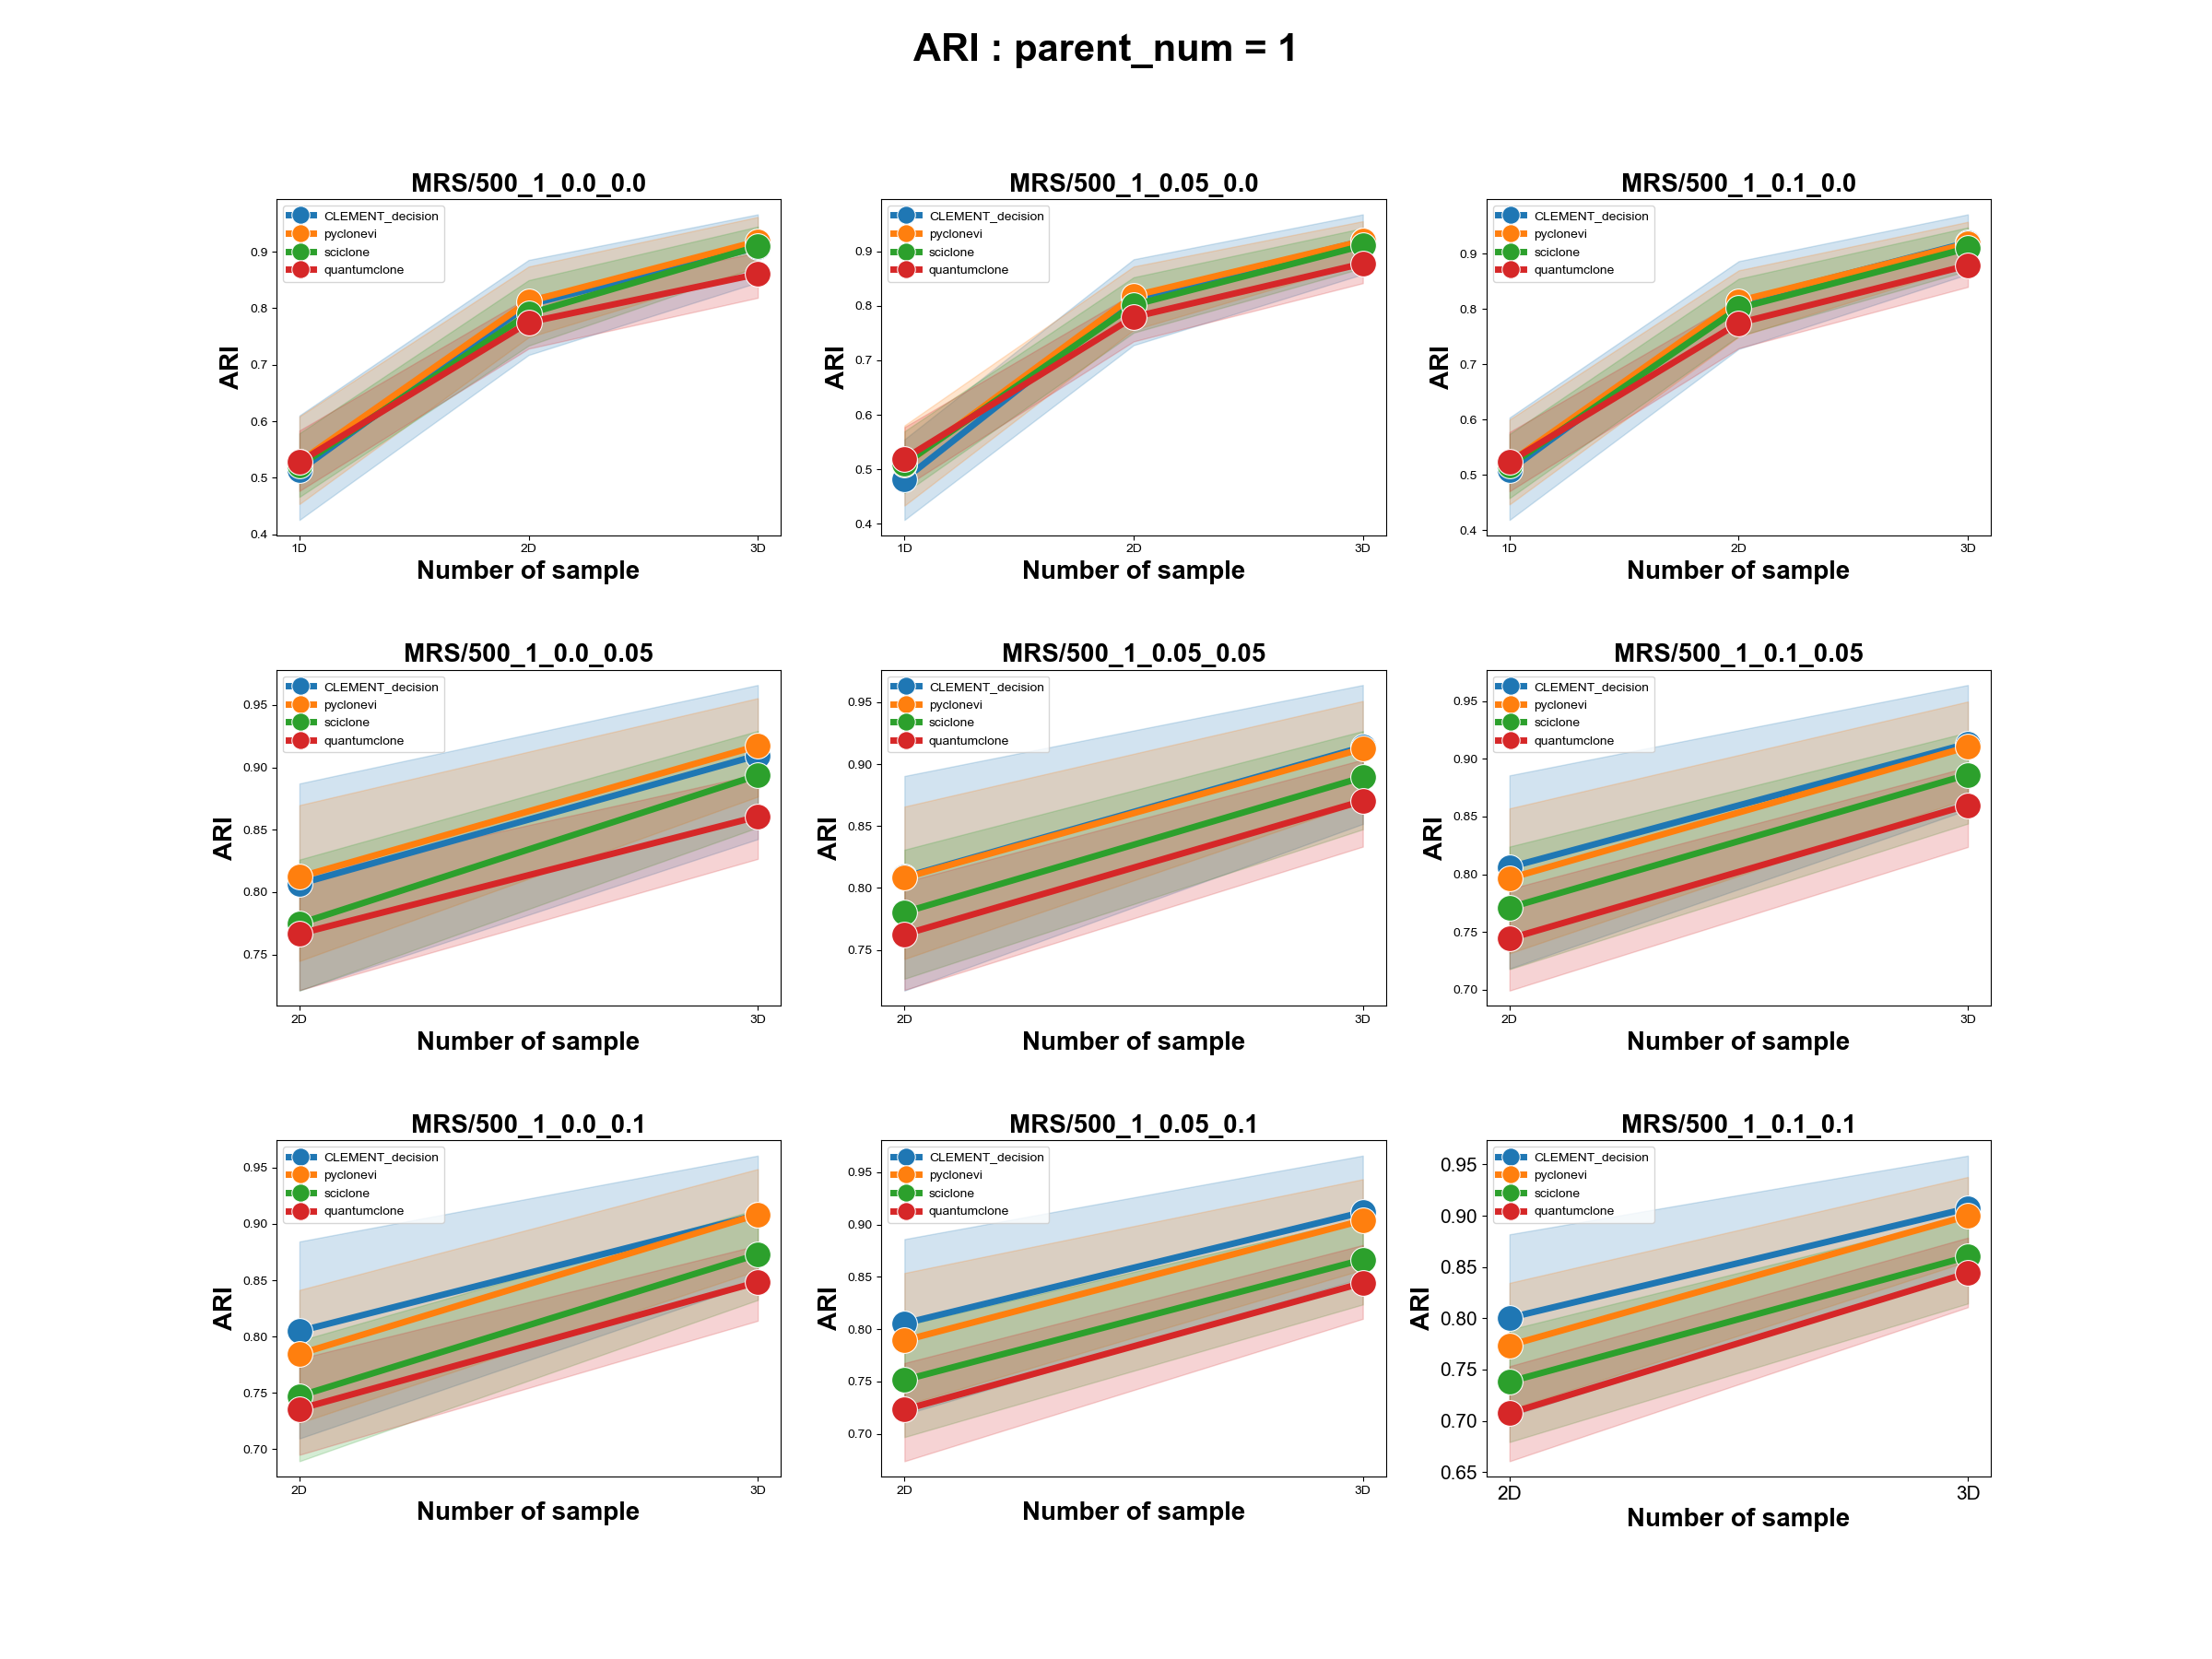 ARI : parent_num = 1
MRS/500_1_0.0_0.0
CLEMENT_decision
pyclonevi
sciclone
quantumclone
0.9
0.8
0.7
0.6
0.5
0.4
ARI
1D 2D 3D
Number of sample
MRS/500_1_0.05_0.0
CLEMENT_decision
pyclonevi
sciclone
quantumclone
0.9
0.8
0.7
0.6
0.5
0.4
ARI
1D 2D 3D
Number of sample
MRS/500_1_0.1_0.0
CLEMENT_decision
pyclonevi
sciclone
quantumclone
0.9
0.8
0.7
0.6
0.5
0.4
ARI
1D 2D 3D
Number of sample
MRS/500_1_0.0_0.05
CLEMENT_decision
pyclonevi
sciclone
quantumclone
0.95
0.90
0.85
0.80
0.75
ARI
2D 3D
Number of sample
MRS/500_1_0.05_0.05
CLEMENT_decision
pyclonevi
sciclone
quantumclone
0.95
0.90
0.85
0.80
0.75
ARI
2D 3D
Number of sample
MRS/500_1_0.1_0.05
CLEMENT_decision
pyclonevi
sciclone
quantumclone
0.95
0.90
0.85
0.80
0.75
0.70
ARI
2D 3D
Number of sample
MRS/500_1_0.0_0.1
CLEMENT_decision
pyclonevi
sciclone
quantumclone
0.95
0.90
0.85
0.80
0.75
0.70
ARI
2D 3D
Number of sample
MRS/500_1_0.05_0.1
CLEMENT_decision
pyclonevi
sciclone
quantumclone
0.95
0.90
0.85
0.80
0.75
0.70
ARI
2D 3D
Number of sample
MRS/500_1_0.1_0.1
CLEMENT_decision
pyclonevi
sciclone
quantumclone
0.95
0.90
0.85
0.80
0.75
0.70
0.65
ARI
2D 3D
Number of sample